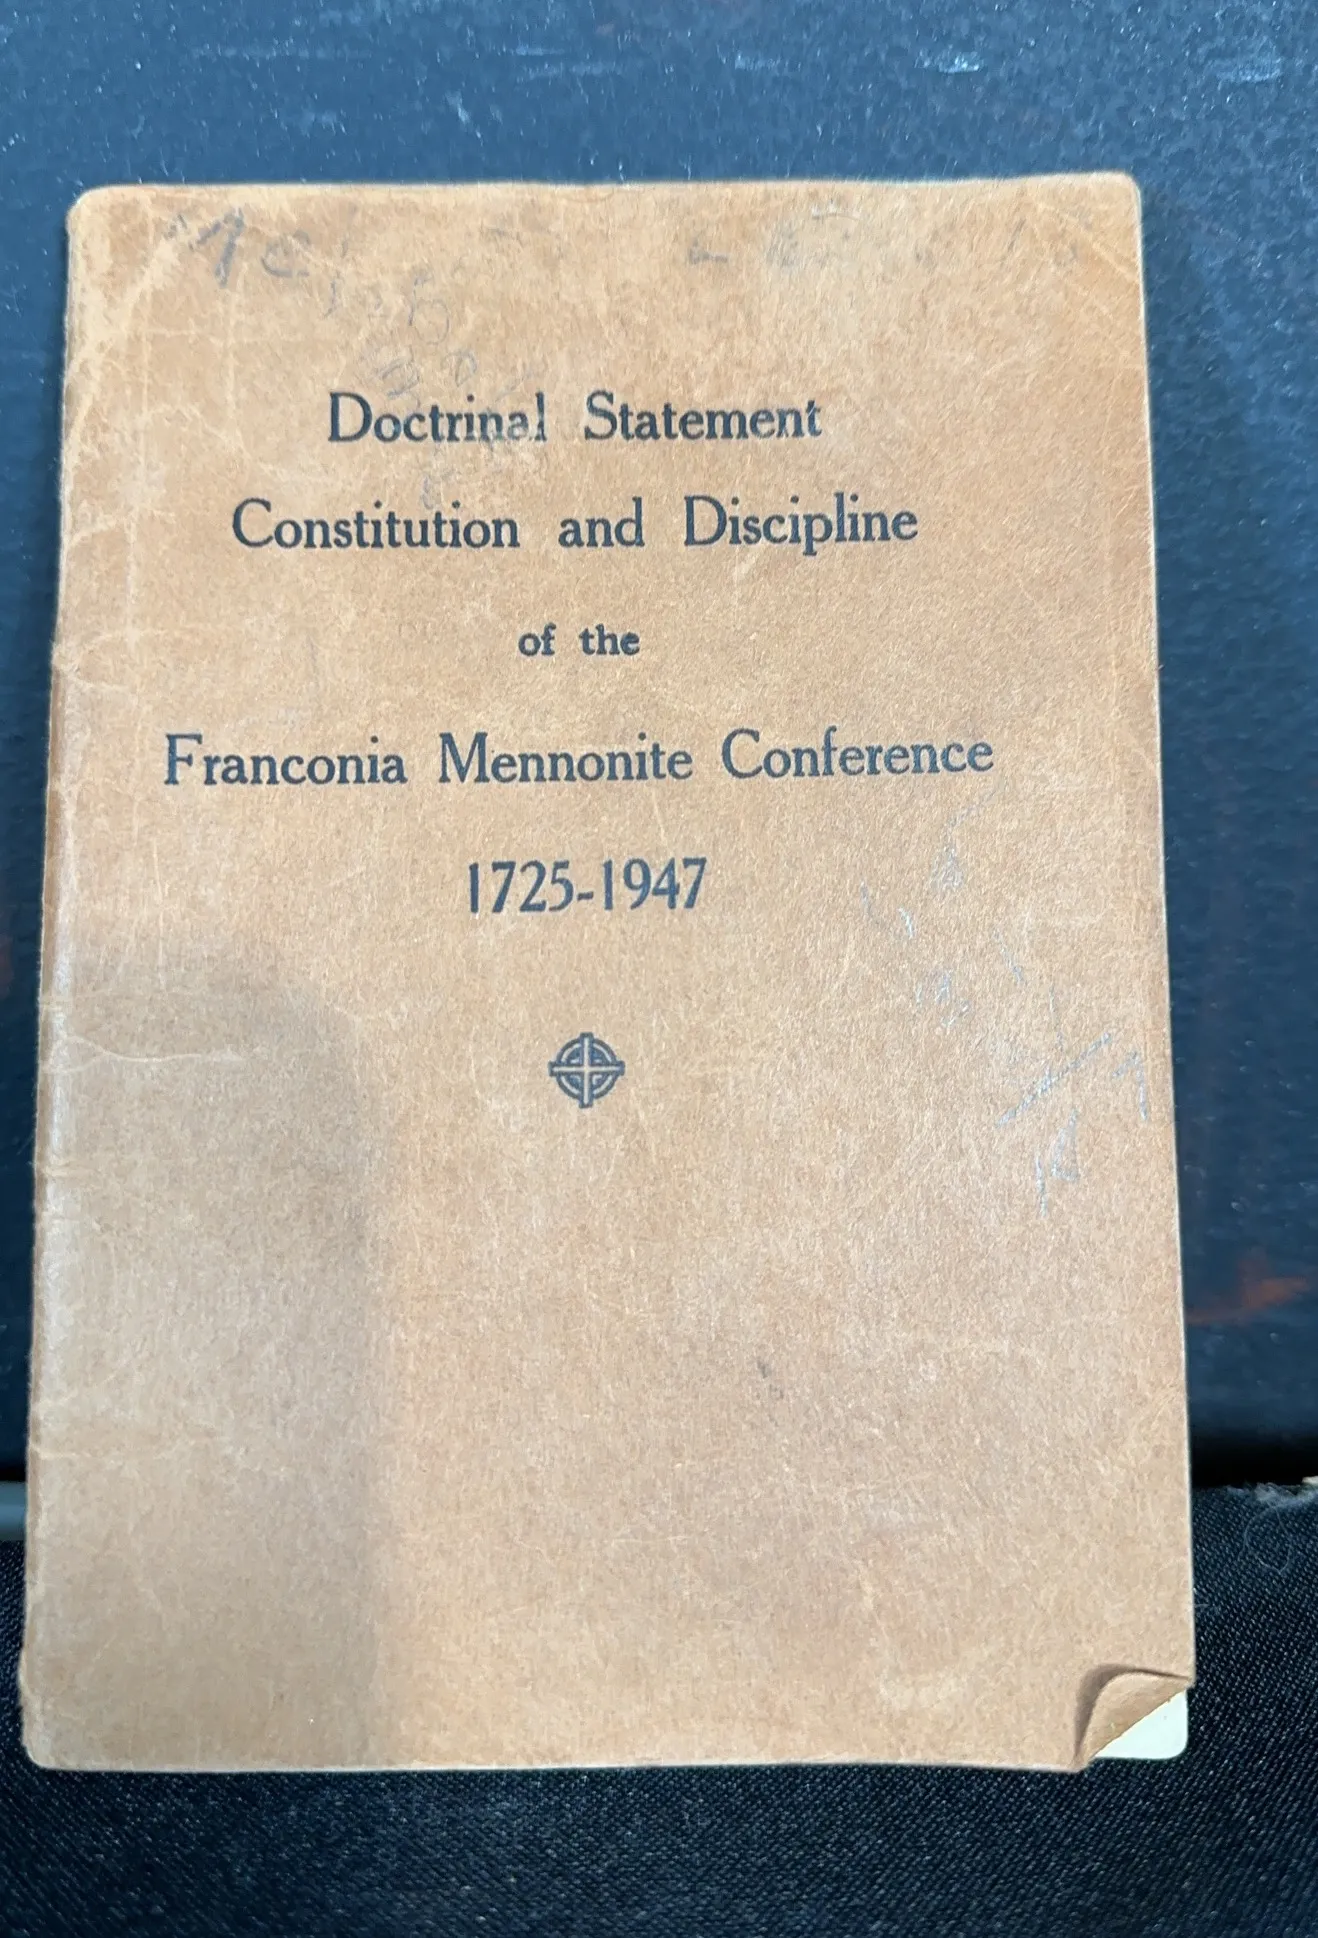 Doctrinal Statement
Constitution and Discipline
of the
Franconia Mennonite Conference
1725-1947